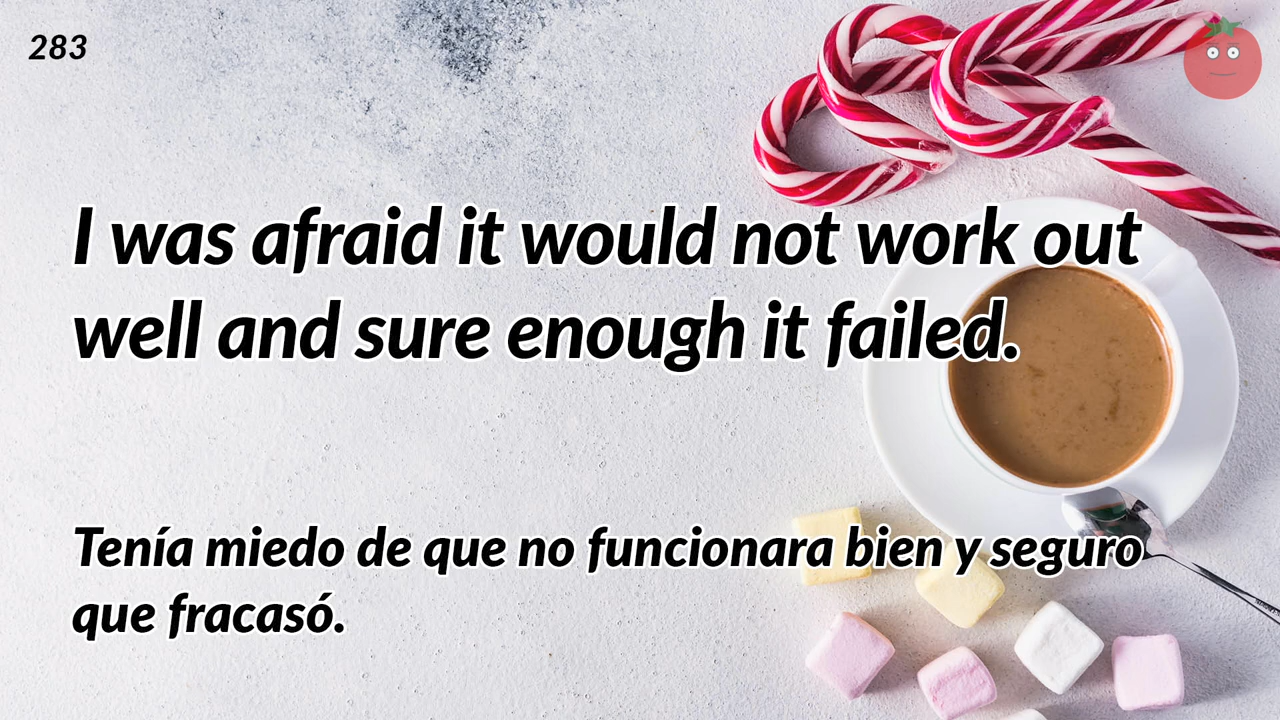 283
I was afraid it would not work out
well and sure enough it failed.
Tenía miedo de que no funcionara bien y seguro
que fracasó.